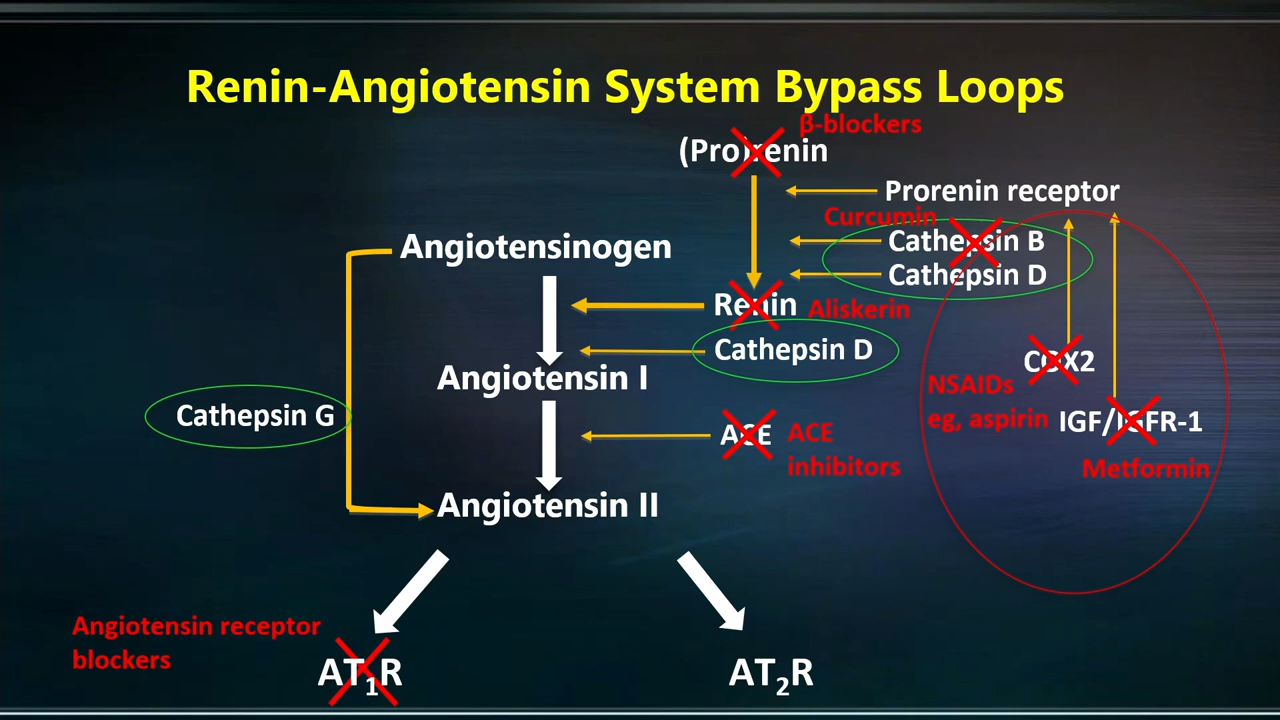 Renin-Angiotensin System Bypass Loops
β-blockers
(Pro)renin
Prorenin receptor
Curcumin
Cathepsin B
Cathepsin D
Angiotensinogen
Renin
Aliskerin
Cathepsin D
Angiotensin I
COX2
NSAIDs
eg, aspirin
IGF/IGFR-1
Metformin
Cathepsin G
ACE
ACE
inhibitors
Angiotensin II
Angiotensin receptor
blockers
AT₁R
AT₂R